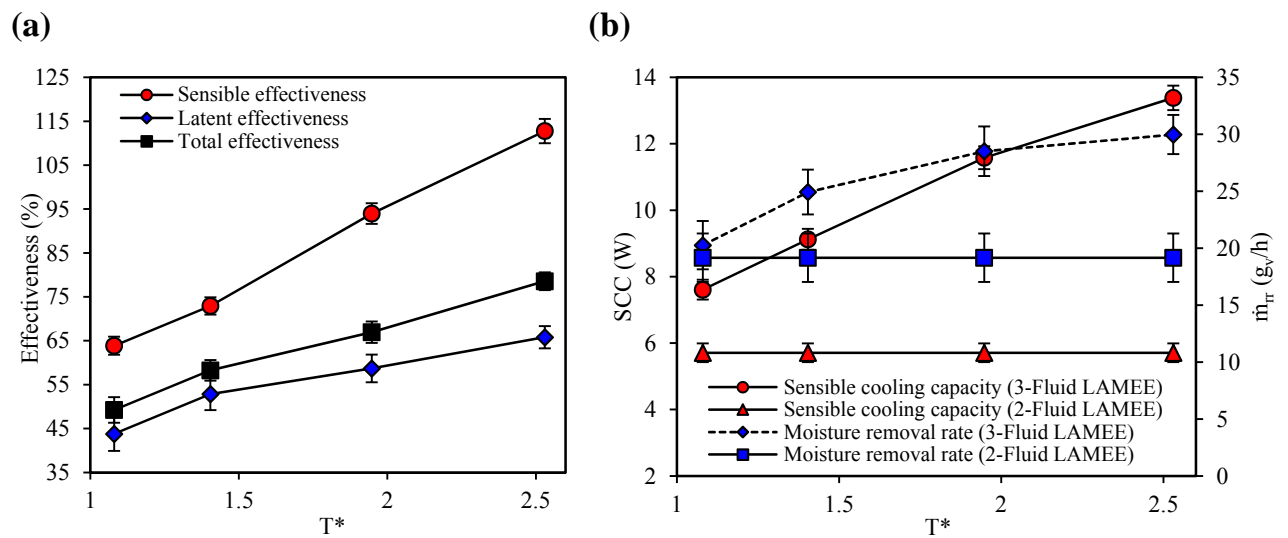 (a)
125
115
105
95
85
75
65
55
45
35
Effectiveness (%)
Sensible effectiveness
Latent effectiveness
Total effectiveness
1
1.5
2
2.5
T*
(b)
14
12
10
8
6
4
2
SCC (W)
35
30
25
20
15
10
5
0
ṁrr (gv/h)
Sensible cooling capacity (3-Fluid LAMEE)
Sensible cooling capacity (2-Fluid LAMEE)
Moisture removal rate (3-Fluid LAMEE)
Moisture removal rate (2-Fluid LAMEE)
1
1.5
2
2.5
T*